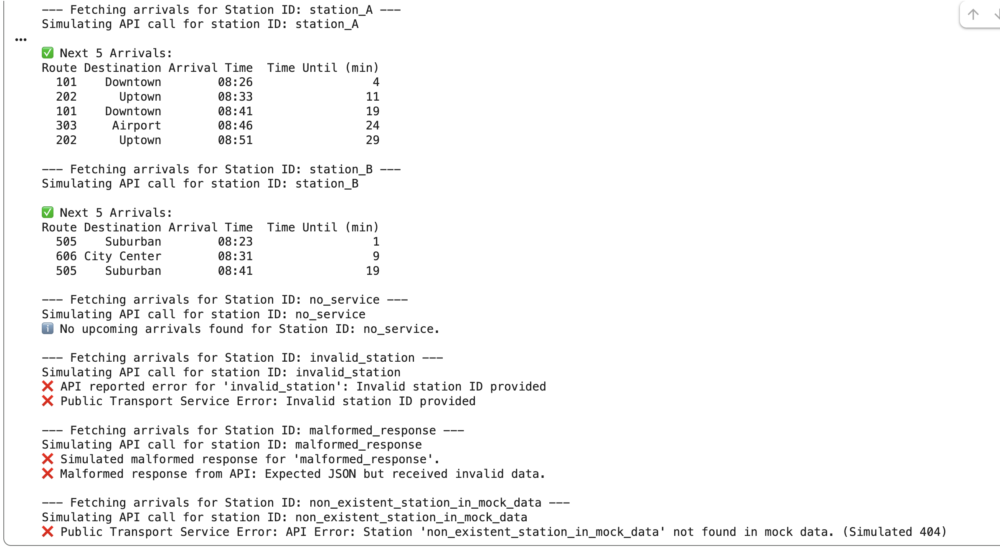 --- Fetching arrivals for Station ID: station_A ---
Simulating API call for station ID: station_A
...
✅ Next 5 Arrivals:
Route Destination Arrival Time  Time Until (min)
  101    Downtown        08:26                 4
  202      Uptown        08:33                11
  101    Downtown        08:41                19
  303     Airport        08:46                24
  202      Uptown        08:51                29
--- Fetching arrivals for Station ID: station_B ---
Simulating API call for station ID: station_B
✅ Next 5 Arrivals:
Route Destination Arrival Time  Time Until (min)
  505    Suburban        08:23                 1
  606 City Center        08:31                 9
  505    Suburban        08:41                19
--- Fetching arrivals for Station ID: no_service ---
Simulating API call for station ID: no_service
ℹ️ No upcoming arrivals found for Station ID: no_service.
--- Fetching arrivals for Station ID: invalid_station ---
Simulating API call for station ID: invalid_station
❌ API reported error for 'invalid_station': Invalid station ID provided
❌ Public Transport Service Error: Invalid station ID provided
--- Fetching arrivals for Station ID: malformed_response ---
Simulating API call for station ID: malformed_response
❌ Simulated malformed response for 'malformed_response'.
❌ Malformed response from API: Expected JSON but received invalid data.
--- Fetching arrivals for Station ID: non_existent_station_in_mock_data ---
Simulating API call for station ID: non_existent_station_in_mock_data
❌ Public Transport Service Error: API Error: Station 'non_existent_station_in_mock_data' not found in mock data. (Simulated 404)